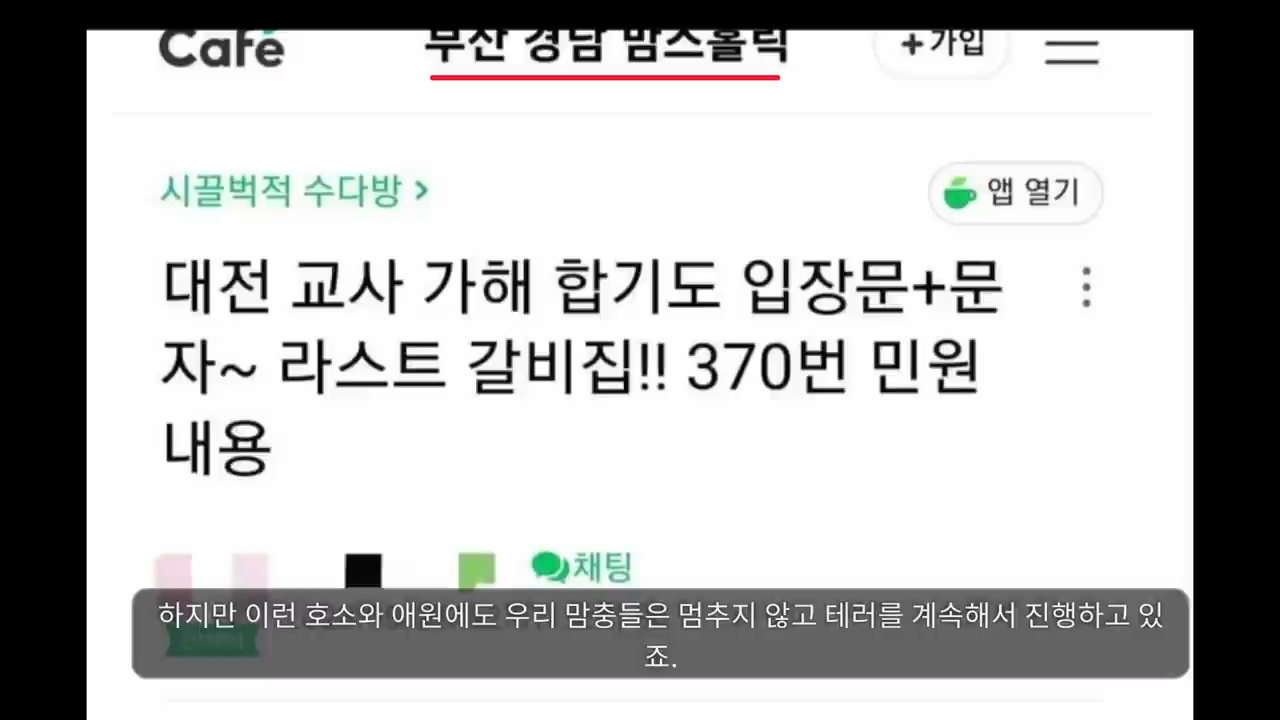 Café
부산 경남 맘스홀릭
+가입
시끌벅적 수다방 >
앱 열기
대전 교사 가해 합기도 입장문+문
자~ 라스트 갈비집!! 370번 민원
내용
채팅
하지만 이런 호소와 애원에도 우리 맘충들은 멈추지 않고 테러를 계속해서 진행하고 있
죠.